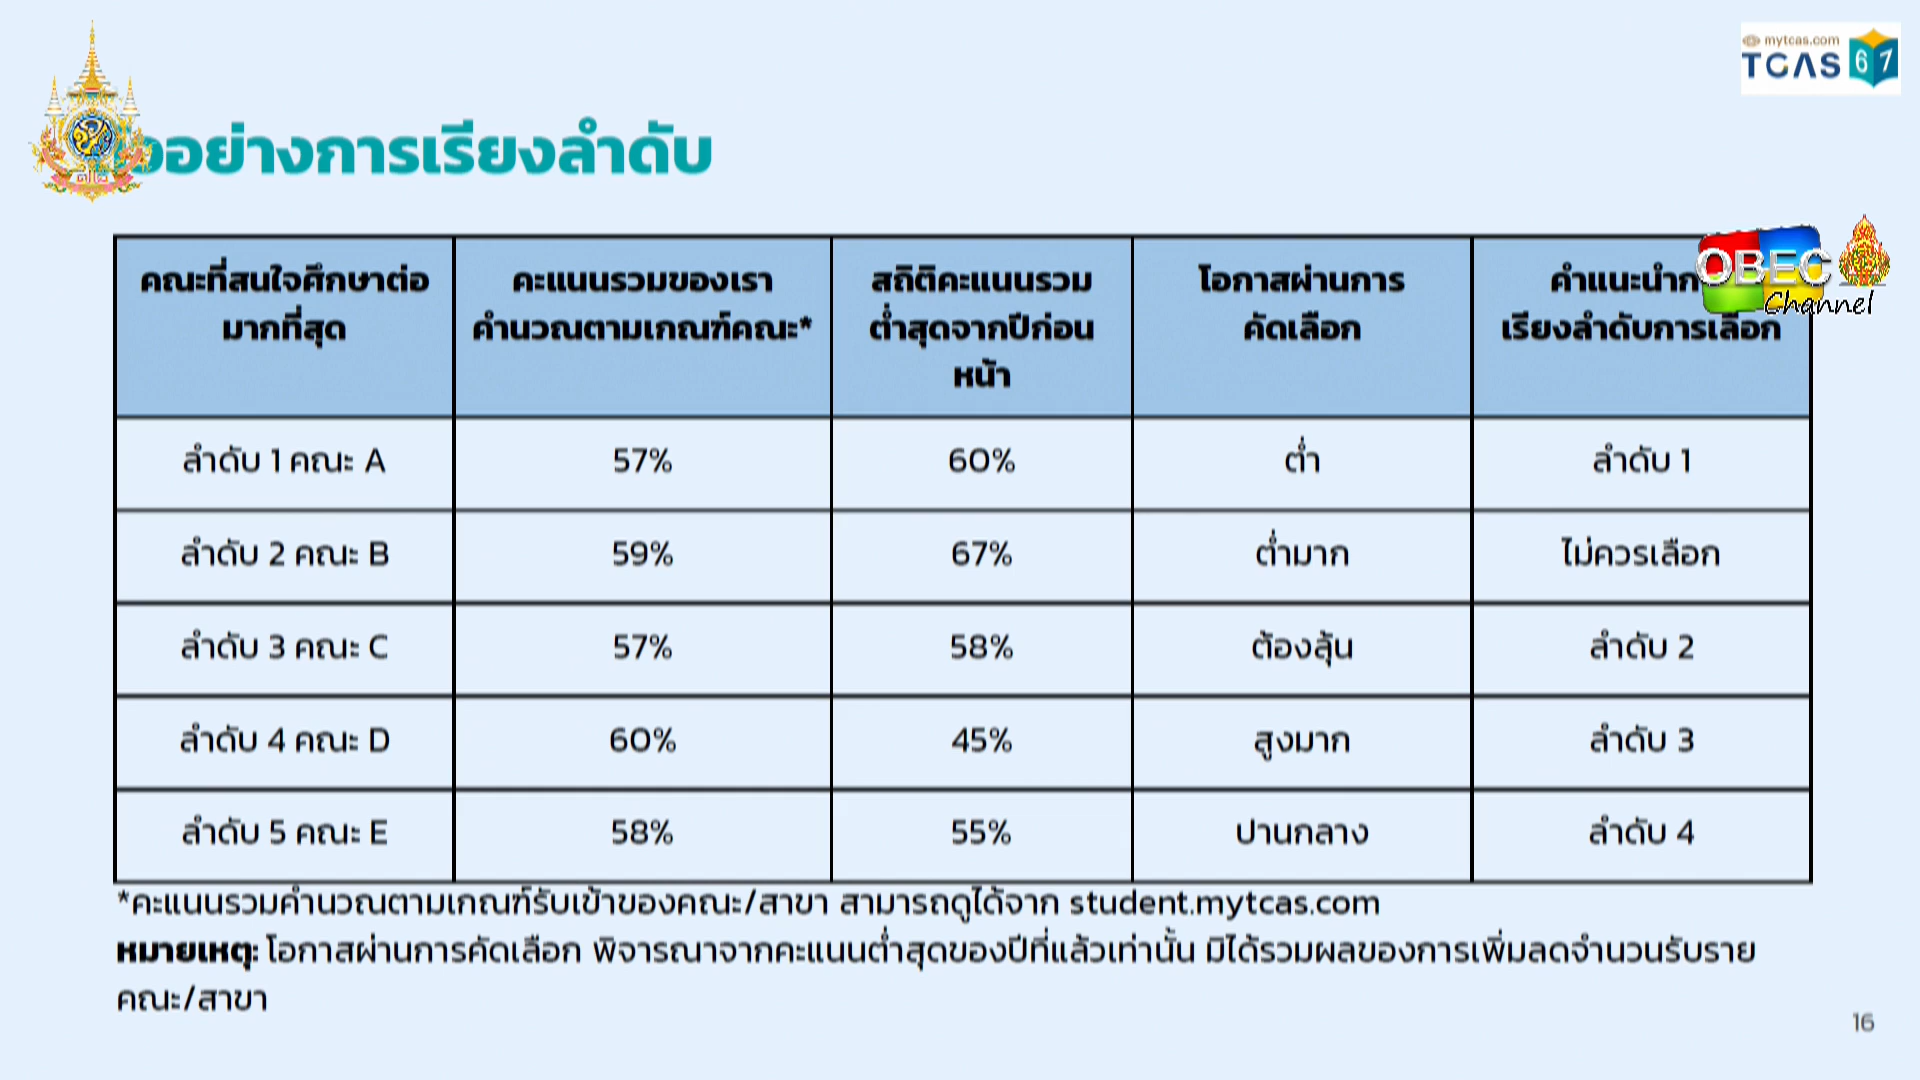 mytcas.com
TCAS 67
อย่างการเรียงลำดับ
OBEC
Channel
คณะที่สนใจศึกษาต่อ
มากที่สุด
คะแนนรวมของเรา
คำนวณตามเกณฑ์คณะ*
สถิติคะแนนรวม
ต่ำสุดจากปีก่อน
หน้า
โอกาสผ่านการ
คัดเลือก
คำแนะนำ
เรียงลำดับการเลือก
ลำดับ 1 คณะ A 57% 60% ต่ำ ลำดับ 1
ลำดับ 2 คณะ B 59% 67% ต่ำมาก ไม่ควรเลือก
ลำดับ 3 คณะ C 57% 58% ต้องลุ้น ลำดับ 2
ลำดับ 4 คณะ D 60% 45% สูงมาก ลำดับ 3
ลำดับ 5 คณะ E 58% 55% ปานกลาง ลำดับ 4
*คะแนนรวมคำนวณตามเกณฑ์รับเข้าของคณะ/สาขา สามารถดูได้จาก student.mytcas.com
หมายเหตุ: โอกาสผ่านการคัดเลือก พิจารณาจากคะแนนต่ำสุดของปีที่แล้วเท่านั้น มิได้รวมผลของการเพิ่มลดจำนวนรับราย
คณะ/สาขา
16